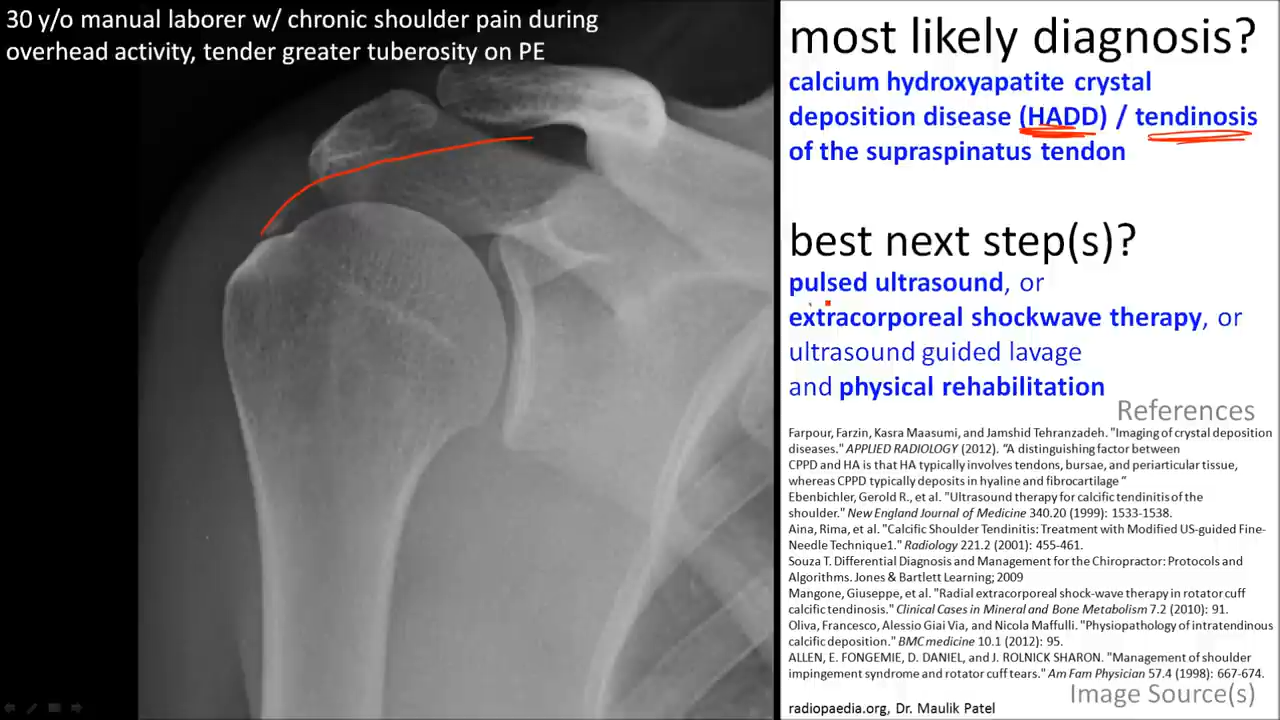 30 y/o manual laborer w/ chronic shoulder pain during
overhead activity, tender greater tuberosity on PE
most likely diagnosis?
calcium hydroxyapatite crystal
deposition disease (HADD) / tendinosis
of the supraspinatus tendon
best next step(s)?
pulsed ultrasound, or
extracorporeal shockwave therapy, or
ultrasound guided lavage
and physical rehabilitation
References
Farpour, Farzin, Kasra Maasumi, and Jamshid Tehranzadeh. "Imaging of crystal deposition
diseases." APPLIED RADIOLOGY (2012). “A distinguishing factor between
CPPD and HA is that HA typically involves tendons, bursae, and periarticular tissue,
whereas CPPD typically deposits in hyaline and fibrocartilage “
Ebenbichler, Gerold R., et al. "Ultrasound therapy for calcific tendinitis of the
shoulder." New England Journal of Medicine 340.20 (1999): 1533-1538.
Aina, Rima, et al. "Calcific Shoulder Tendinitis: Treatment with Modified US-guided Fine-
Needle Technique1." Radiology 221.2 (2001): 455-461.
Souza T. Differential Diagnosis and Management for the Chiropractor: Protocols and
Algorithms. Jones & Bartlett Learning; 2009
Mangone, Giuseppe, et al. "Radial extracorporeal shock-wave therapy in rotator cuff
calcific tendinosis." Clinical Cases in Mineral and Bone Metabolism 7.2 (2010): 91.
Oliva, Francesco, Alessio Giai Via, and Nicola Maffulli. "Physiopathology of intratendinous
calcific deposition." BMC medicine 10.1 (2012): 95.
ALLEN, E. FONGEMIE, D. DANIEL, and J. ROLNICK SHARON. "Management of shoulder
impingement syndrome and rotator cuff tears." Am Fam Physician 57.4 (1998): 667-674.
Image Source(s)
radiopaedia.org, Dr. Maulik Patel